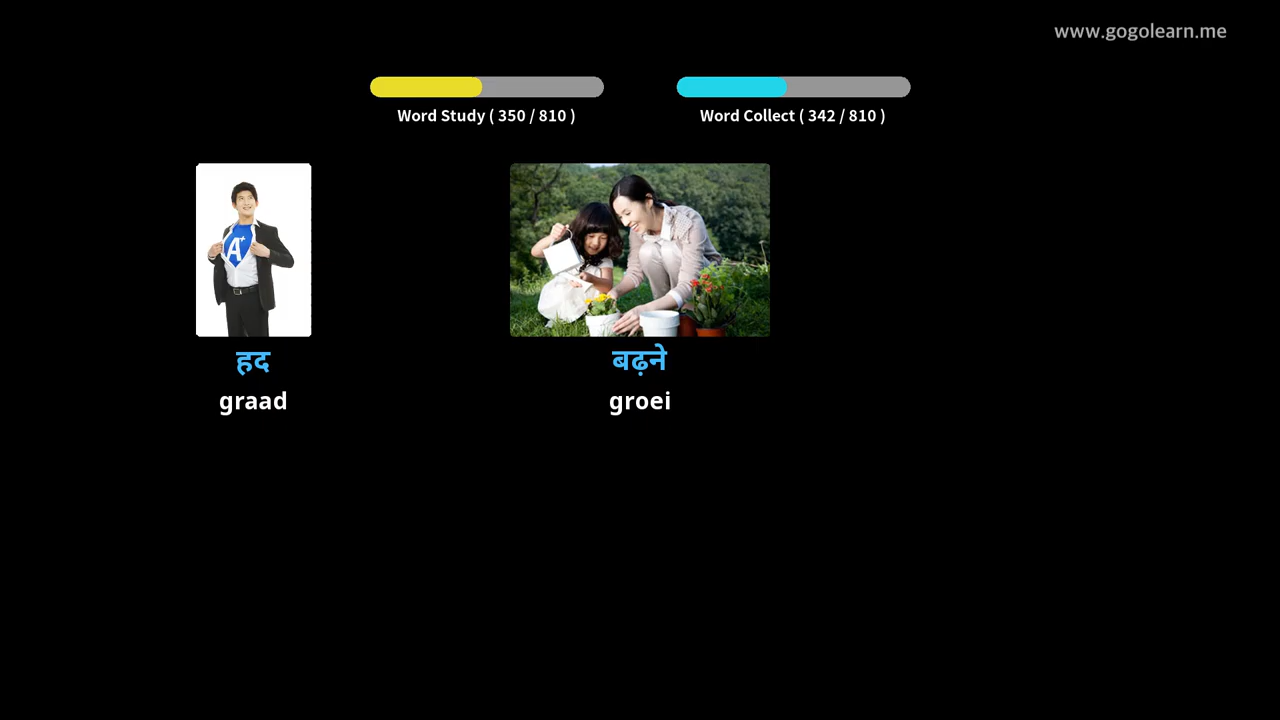 www.gogolearn.me
Word Study ( 350 / 810 )
Word Collect ( 342 / 810 )
A+
हद
graad
बढ़ने
groei